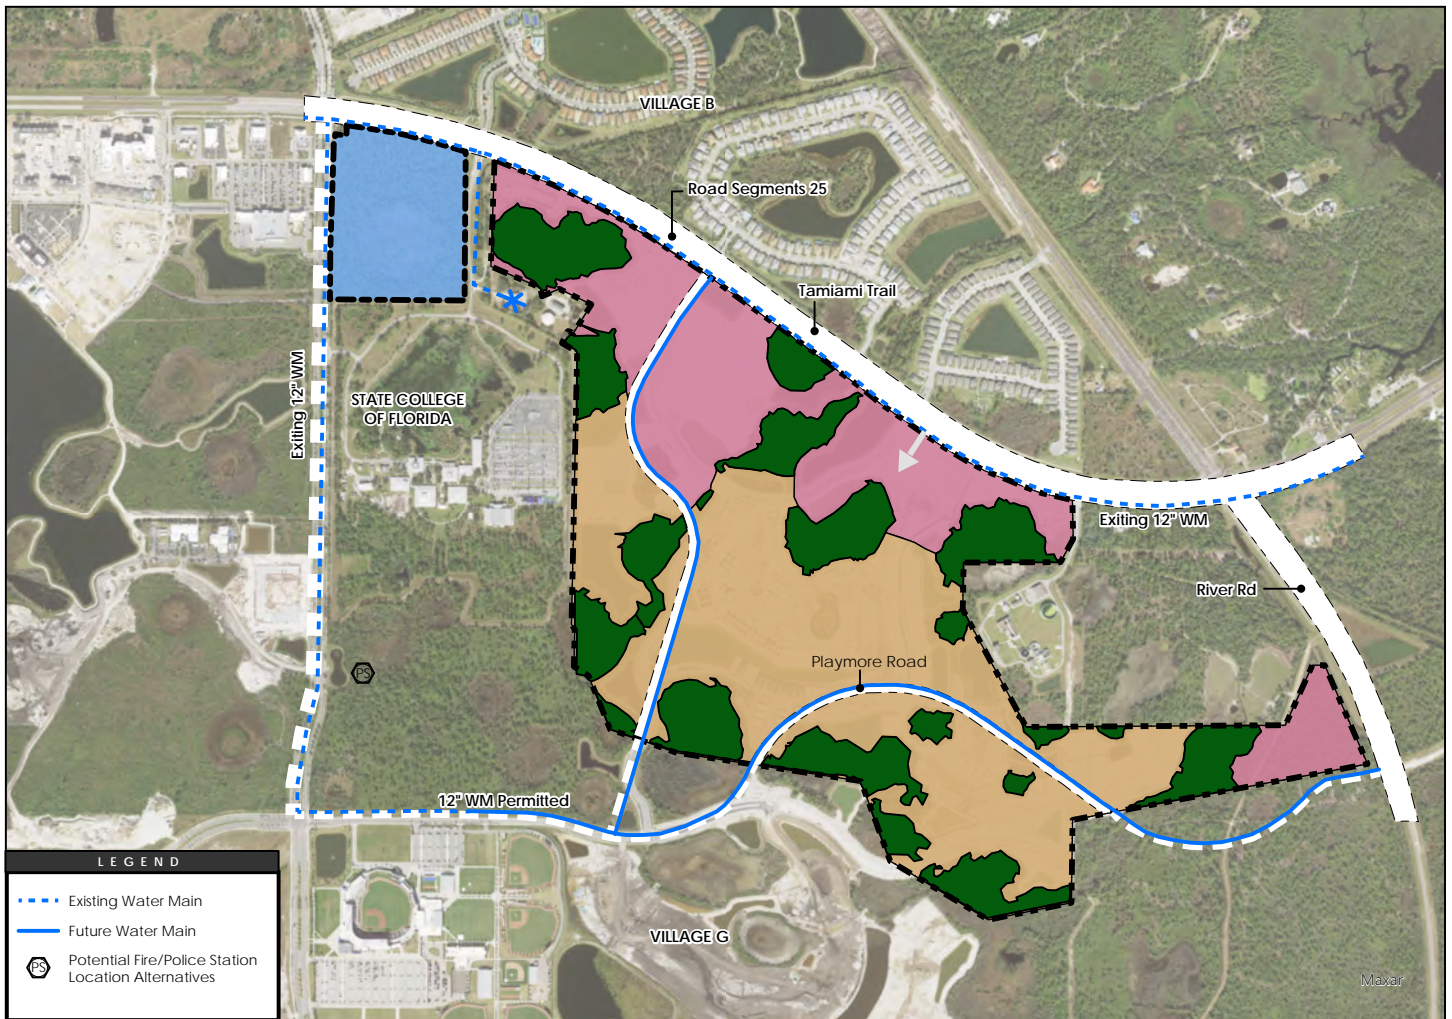 VILLAGE B
Road Segments 25
Tamiami Trail
Exiting 12" WM
STATE COLLEGE
OF FLORIDA
Exiting 12" WM
River Rd
Playmore Road
PS
12" WM Permitted
LEGEND
Existing Water Main
Future Water Main
PS
Potential Fire/Police Station
Location Alternatives
VILLAGE G
Maxar